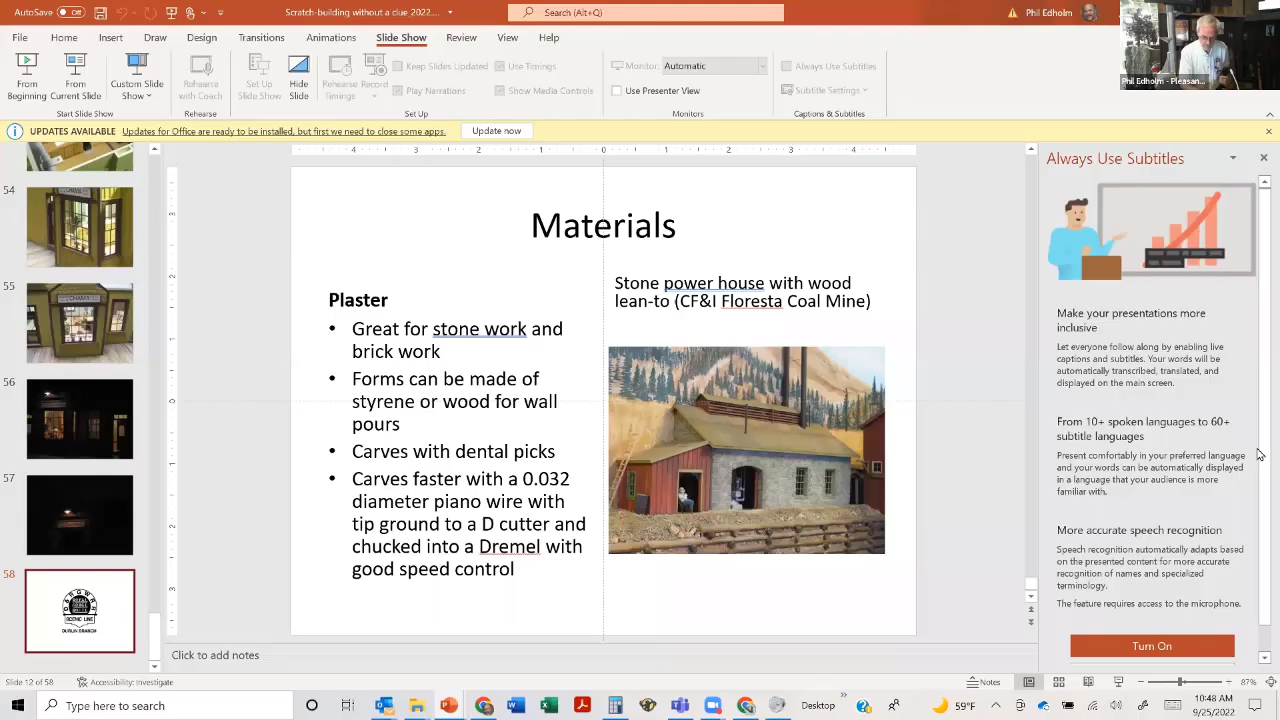 AutoSave Off
Scratch-building structures sc 2022...
Search (Alt+Q)
Phil Edholm
File Home Insert Draw Design Transitions Animations Slide Show Review View Help
From Beginning
From Current Slide
Custom Slide Show
Rehearse with Coach
Set Up Slide Show
Hide Slide
Rehearse Timings
Record
Keep Slides Updated
Play Narrations
Use Timings
Show Media Controls
Monitor: Automatic
Use Presenter View
Always Use Subtitles
Subtitle Settings
Start Slide Show
Rehearse
Set Up
Monitors
Captions & Subtitles
Phil Edholm - Pleasan...
UPDATES AVAILABLE Updates for Office are ready to be installed, but first we need to close some apps. Update now
54
55
CHAMA
56
57
58
SCENIC LINE
DURLIN BRANCH
Materials
Plaster
• Great for stone work and
brick work
• Forms can be made of
styrene or wood for wall
pours
• Carves with dental picks
• Carves faster with a 0.032
diameter piano wire with
tip ground to a D cutter and
chucked into a Dremel with
good speed control
Stone power house with wood
lean-to (CF&I Floresta Coal Mine)
Click to add notes
Always Use Subtitles
Make your presentations more
inclusive
Let everyone follow along by enabling live
captions and subtitles. Your words will be
automatically transcribed, translated, and
displayed on the main screen.
From 10+ spoken languages to 60+
subtitle languages
Present comfortably in your preferred language
and your words can be automatically displayed
in a language that your audience is more
familiar with.
More accurate speech recognition
Speech recognition automatically adapts based
on the presented content for more accurate
recognition of names and specialized
terminology.
The feature requires access to the microphone.
Turn On
Slide 12 of 58
Accessibility: Investigate
Notes
87%
Type here to search
Desktop
59°F
10:48 AM
9/25/2022